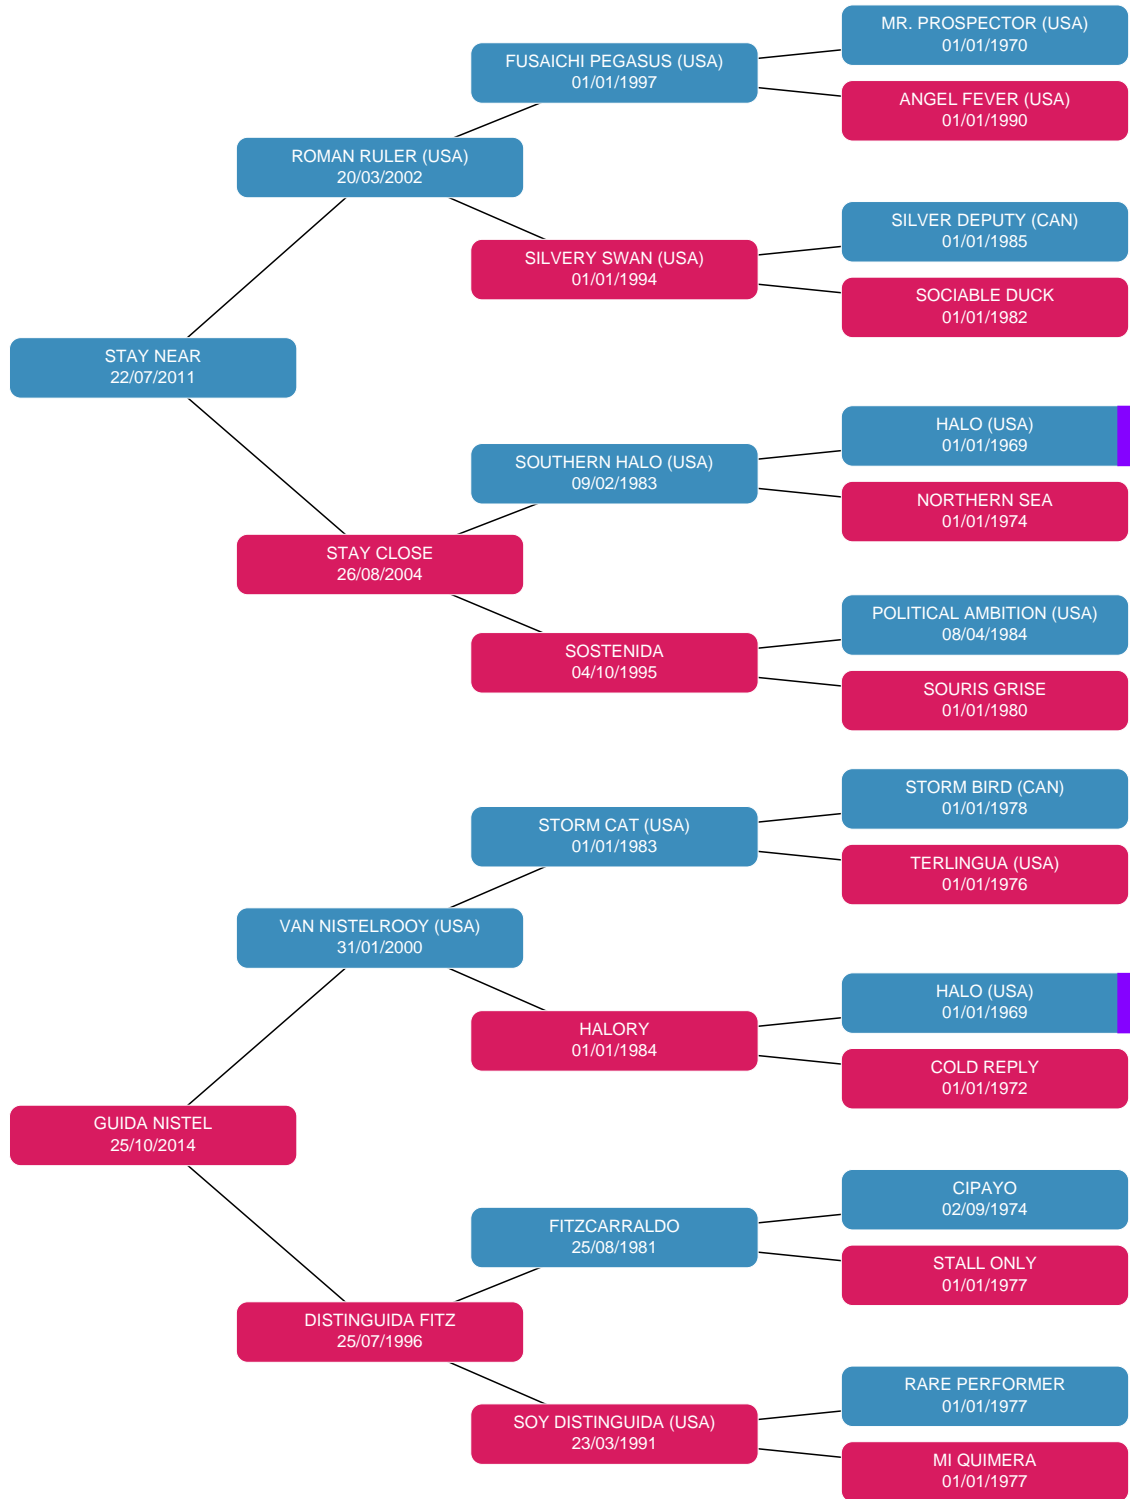 MR. PROSPECTOR (USA)
01/01/1970
FUSAICHI PEGASUS (USA)
01/01/1997
ANGEL FEVER (USA)
01/01/1990
ROMAN RULER (USA)
20/03/2002
SILVER DEPUTY (CAN)
01/01/1985
SILVERY SWAN (USA)
01/01/1994
SOCIABLE DUCK
01/01/1982
STAY NEAR
22/07/2011
HALO (USA)
01/01/1969
SOUTHERN HALO (USA)
09/02/1983
NORTHERN SEA
01/01/1974
STAY CLOSE
26/08/2004
POLITICAL AMBITION (USA)
08/04/1984
SOSTENIDA
04/10/1995
SOURIS GRISE
01/01/1980
STORM BIRD (CAN)
01/01/1978
STORM CAT (USA)
01/01/1983
TERLINGUA (USA)
01/01/1976
VAN NISTELROOY (USA)
31/01/2000
HALO (USA)
01/01/1969
HALORY
01/01/1984
COLD REPLY
01/01/1972
GUIDA NISTEL
25/10/2014
CIPAYO
02/09/1974
FITZCARRALDO
25/08/1981
STALL ONLY
01/01/1977
DISTINGUIDA FITZ
25/07/1996
RARE PERFORMER
01/01/1977
SOY DISTINGUIDA (USA)
23/03/1991
MI QUIMERA
01/01/1977